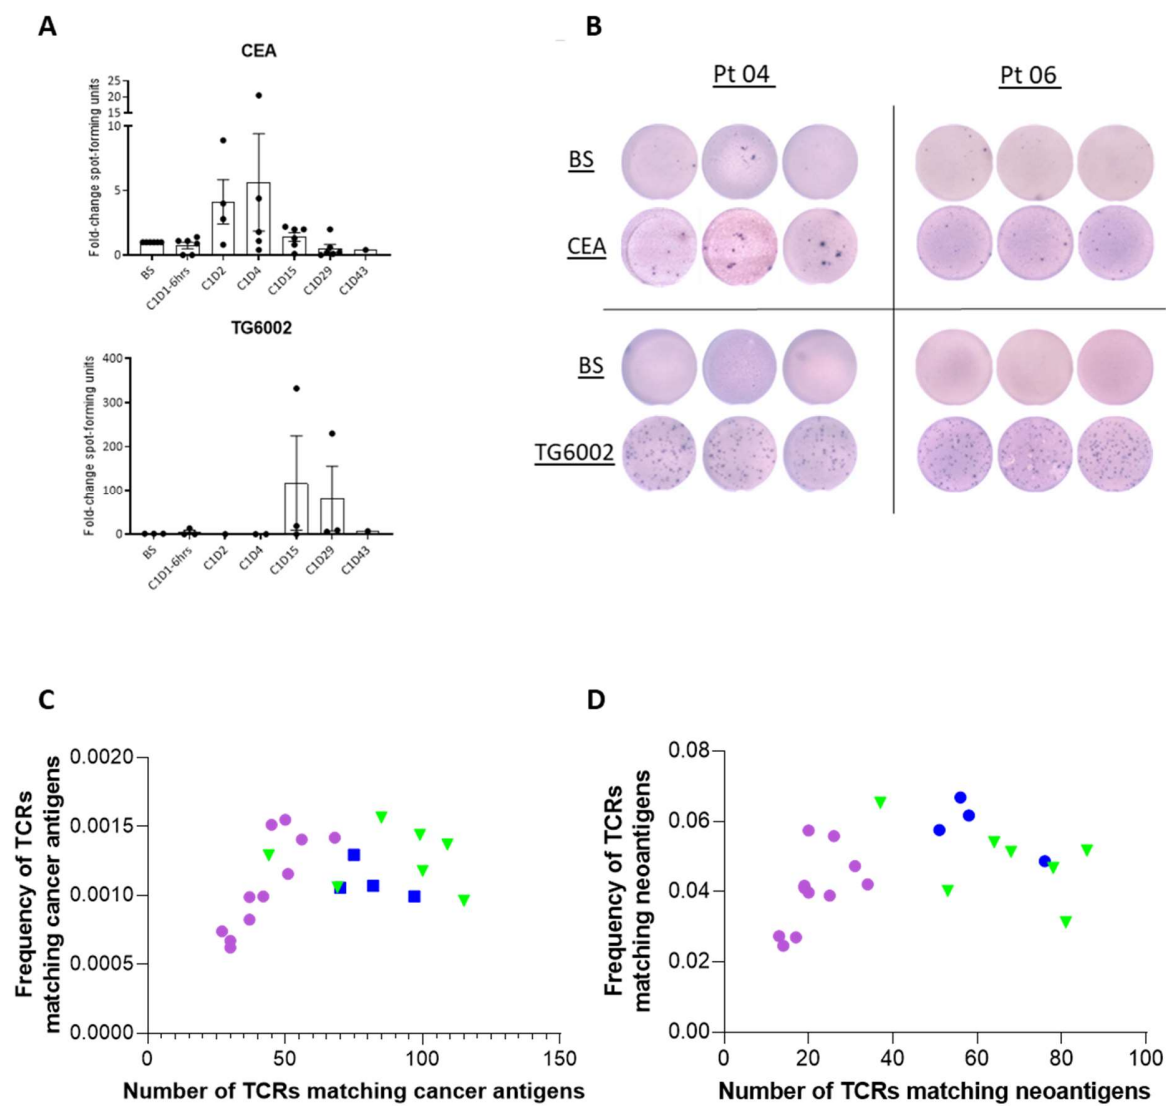 A
CEA
Fold-change spot-forming units
25
20
15
10
5
0
BS
C1D1-6hrs
C1D2
C1D4
C1D15
C1D29
C1D43
TG6002
Fold-change spot-forming units
400
300
200
100
0
BS
C1D1-6hrs
C1D2
C1D4
C1D15
C1D29
C1D43
B
Pt 04
Pt 06
BS
CEA
BS
TG6002
C
Frequency of TCRs
matching cancer antigens
0.0020
0.0015
0.0010
0.0005
0.0000
0
50
100
150
Number of TCRs matching cancer antigens
D
Frequency of TCRs
matching neoantigens
0.08
0.06
0.04
0.02
0.00
0
20
40
60
80
100
Number of TCRs matching neoantigens